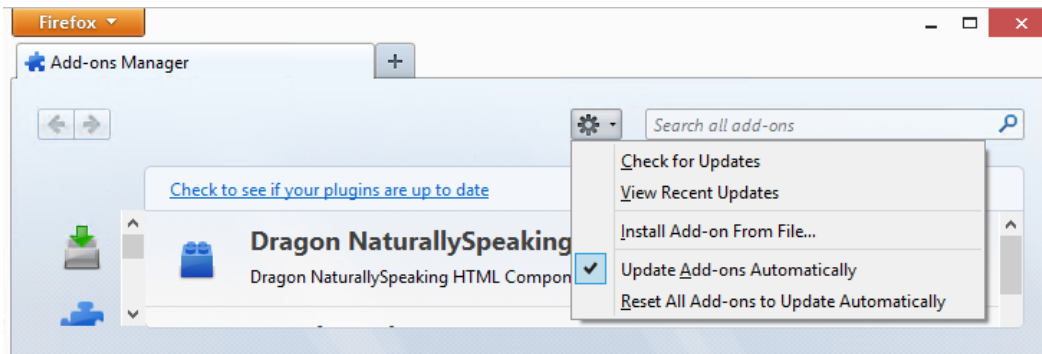 Firefox
Add-ons Manager
Search all add-ons
Check for Updates
View Recent Updates
Install Add-on From File...
Update Add-ons Automatically
Reset All Add-ons to Update Automatically
Check to see if your plugins are up to date
Dragon NaturallySpeaking
Dragon NaturallySpeaking HTML